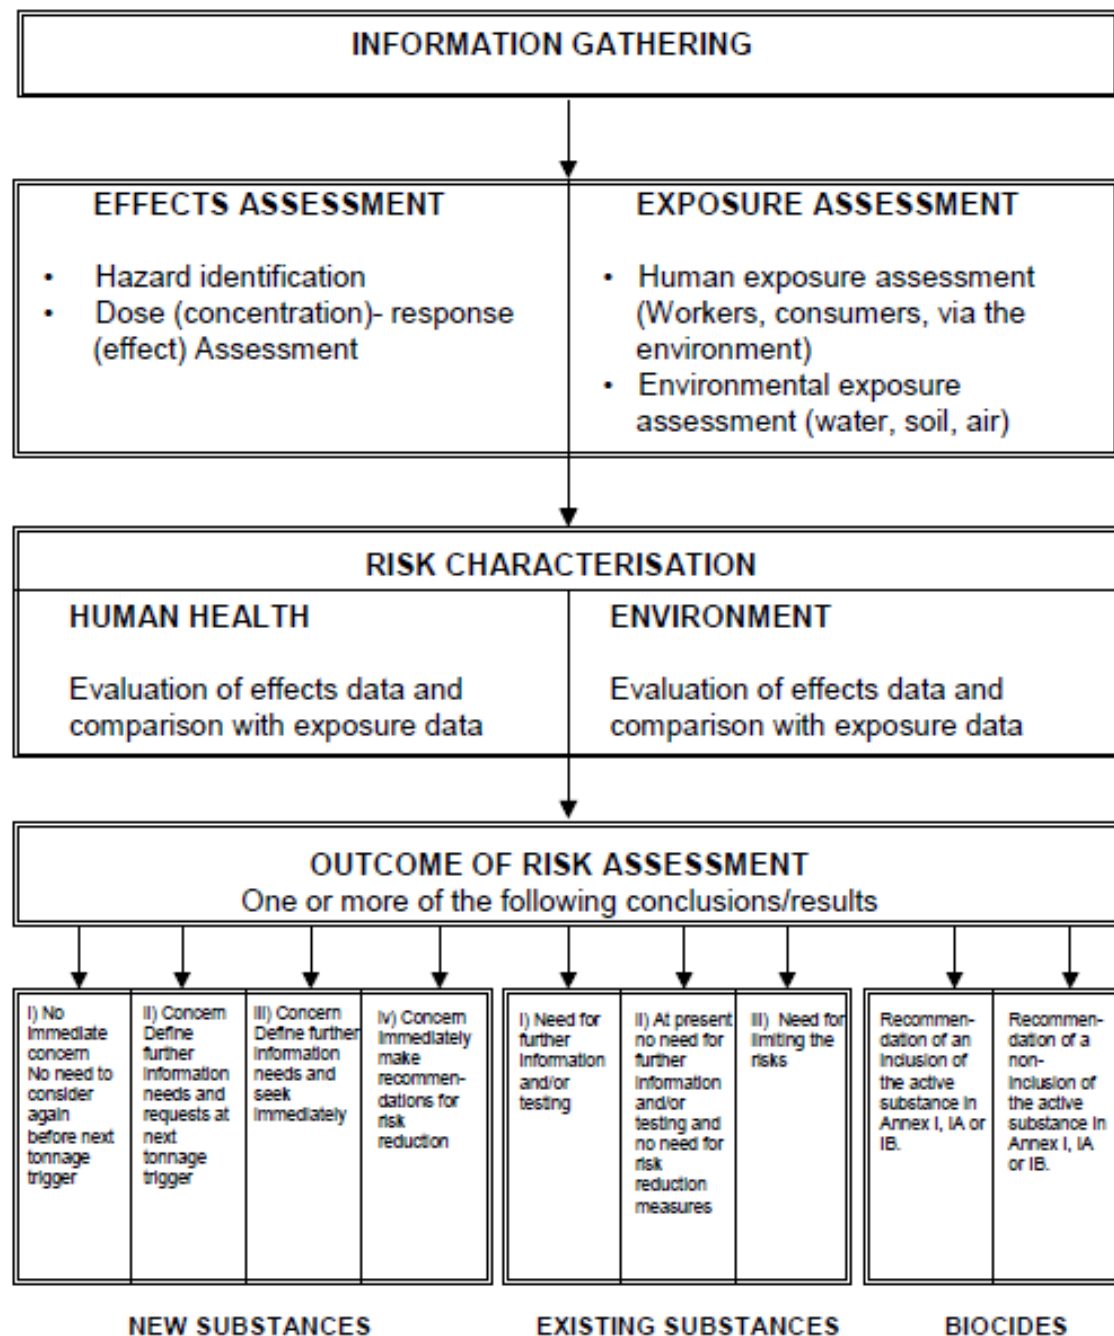 INFORMATION GATHERING
EFFECTS ASSESSMENT
• Hazard identification
• Dose (concentration)- response
(effect) Assessment
EXPOSURE ASSESSMENT
• Human exposure assessment
(Workers, consumers, via the
environment)
• Environmental exposure
assessment (water, soil, air)
RISK CHARACTERISATION
HUMAN HEALTH
Evaluation of effects data and
comparison with exposure data
ENVIRONMENT
Evaluation of effects data and
comparison with exposure data
OUTCOME OF RISK ASSESSMENT
One or more of the following conclusions/results
i) No
immediate
concern
No need to
consider
again
before next
tonnage
trigger
ii) Concern
Define
further
information
needs and
requests at
next
tonnage
trigger
iii) Concern
Define further
information
needs and
seek
immediately
iv) Concern
immediately
make
recommen-
dations for
risk
reduction
i) Need for
further
information
and/or
testing
ii) At present
no need for
further
information
and/or
testing and
no need for
risk
reduction
measures
iii) Need for
limiting the
risks
Recommen-
dation of an
inclusion of
the active
substance in
Annex I, IA or
IB.
Recommen-
dation of a
non-
inclusion of
the active
substance in
Annex I, IA
or IB.
NEW SUBSTANCES
EXISTING SUBSTANCES
BIOCIDES